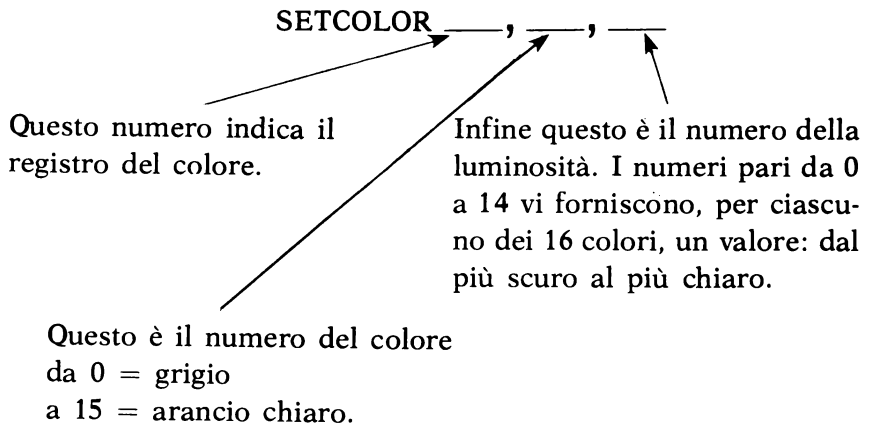 SETCOLOR ___, ___, ___
Questo numero indica il
registro del colore.
Infine questo è il numero della
luminosità. I numeri pari da 0
a 14 vi forniscono, per ciascu-
no dei 16 colori, un valore: dal
più scuro al più chiaro.
Questo è il numero del colore
da 0 = grigio
a 15 = arancio chiaro.